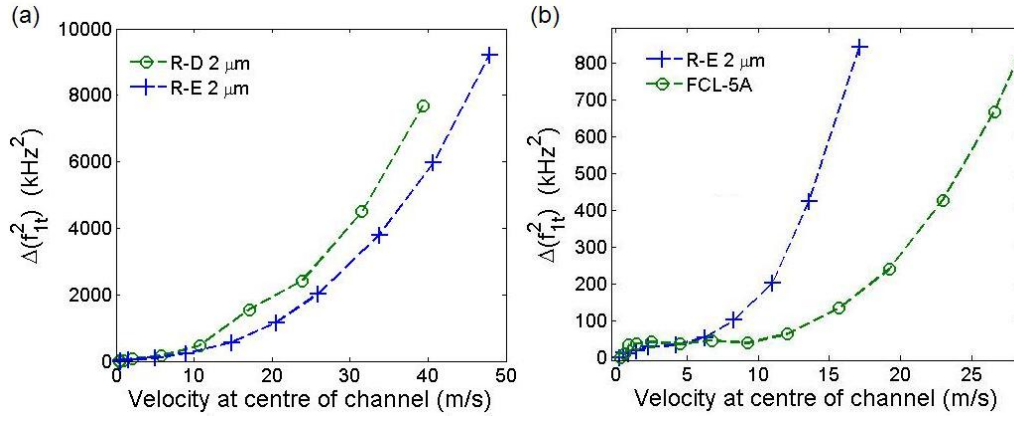 (a)
R-D 2 μm
R-E 2 μm
10000
8000
6000
4000
2000
0
Δ(f²₁ₜ) (kHz²)
0 10 20 30 40 50
Velocity at centre of channel (m/s)
(b)
R-E 2 μm
FCL-5A
800
700
600
500
400
300
200
100
0
Δ(f²₁ₜ) (kHz²)
0 5 10 15 20 25
Velocity at centre of channel (m/s)